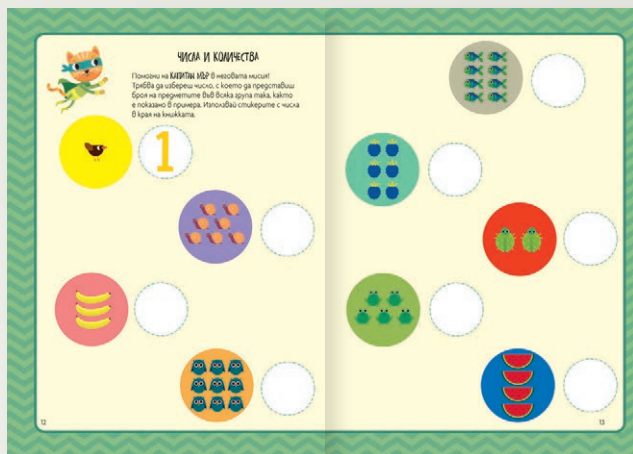 ЧИСЛА И КОЛИЧЕСТВА
Помогни на КАПИТАН МЪР в неговата мисия!
Трябва да избереш число, с което да представиш
броя на предметите във всяка група така, както
е показано в примера. Използвай стикерите с числа
в края на книжката.
1
12
13